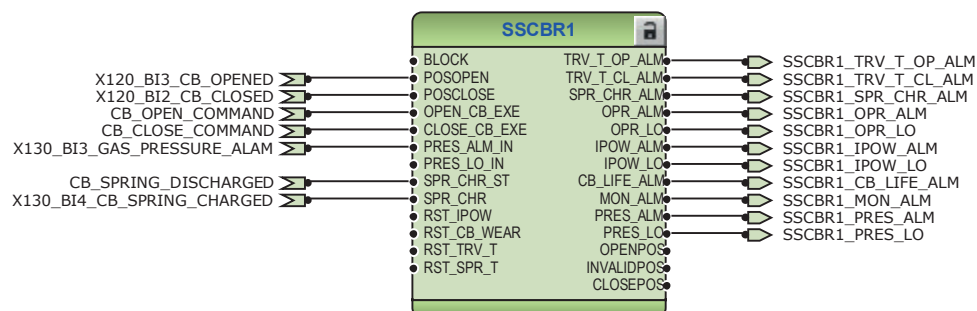 SSCBR1
BLOCK TRV_T_OP_ALM SSCBR1_TRV_T_OP_ALM
X120_BI3_CB_OPENED POSOPEN TRV_T_CL_ALM SSCBR1_TRV_T_CL_ALM
X120_BI2_CB_CLOSED POSCLOSE SPR_CHR_ALM SSCBR1_SPR_CHR_ALM
CB_OPEN_COMMAND OPEN_CB_EXE OPR_ALM SSCBR1_OPR_ALM
CB_CLOSE_COMMAND CLOSE_CB_EXE OPR_LO SSCBR1_OPR_LO
X130_BI3_GAS_PRESSURE_ALAM PRES_ALM_IN IPOW_ALM SSCBR1_IPOW_ALM
PRES_LO_IN IPOW_LO SSCBR1_IPOW_LO
CB_SPRING_DISCHARGED SPR_CHR_ST CB_LIFE_ALM SSCBR1_CB_LIFE_ALM
X130_BI4_CB_SPRING_CHARGED SPR_CHR MON_ALM SSCBR1_MON_ALM
RST_IPOW PRES_ALM SSCBR1_PRES_ALM
RST_CB_WEAR PRES_LO SSCBR1_PRES_LO
RST_TRV_T OPENPOS
RST_SPR_T INVALIDPOS
CLOSEPOS